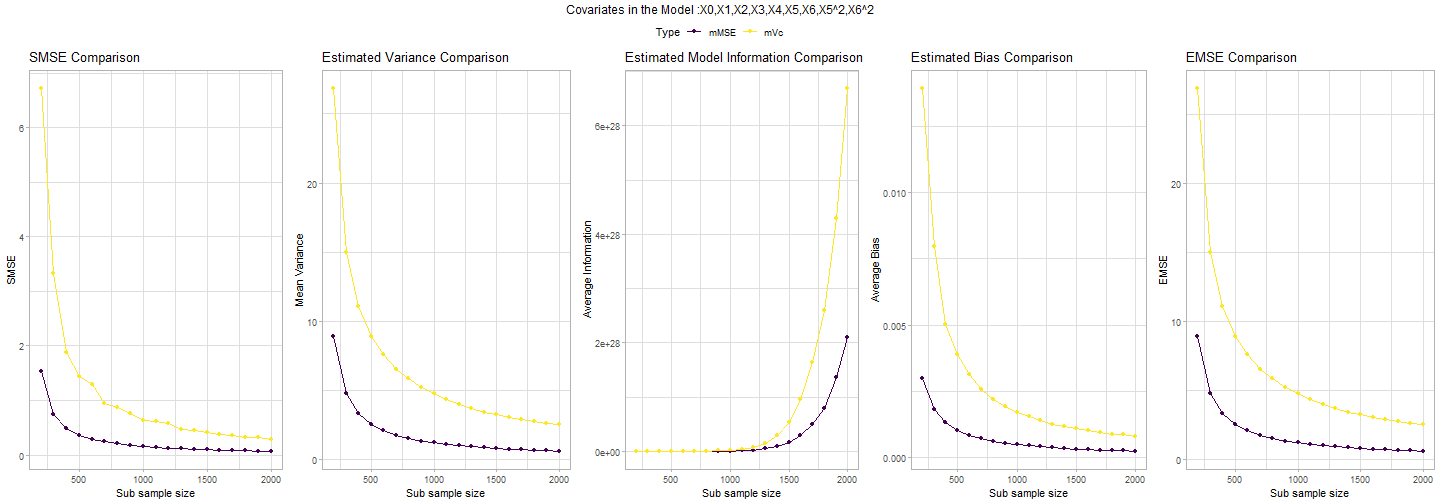 Covariates in the Model :X0,X1,X2,X3,X4,X5,X6,X5^2,X6^2
Type mMSE mVc
SMSE Comparison
SMSE
6
4
2
0
500 1000 1500 2000
Sub sample size
Estimated Variance Comparison
Mean Variance
20
10
0
500 1000 1500 2000
Sub sample size
Estimated Model Information Comparison
Average Information
6e+28
4e+28
2e+28
0e+00
500 1000 1500 2000
Sub sample size
Estimated Bias Comparison
Average Bias
0.010
0.005
0.000
500 1000 1500 2000
Sub sample size
EMSE Comparison
EMSE
20
10
0
500 1000 1500 2000
Sub sample size